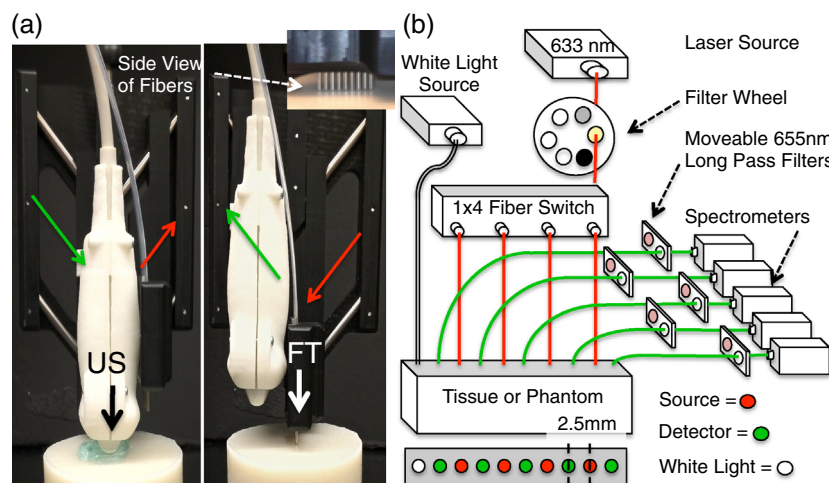 (a)
Side View
of Fibers
US
FT
(b)
633 nm
Laser Source
White Light
Source
Filter Wheel
Moveable 655nm
Long Pass Filters
1x4 Fiber Switch
Spectrometers
Tissue or Phantom
2.5mm
Source =
Detector =
White Light =